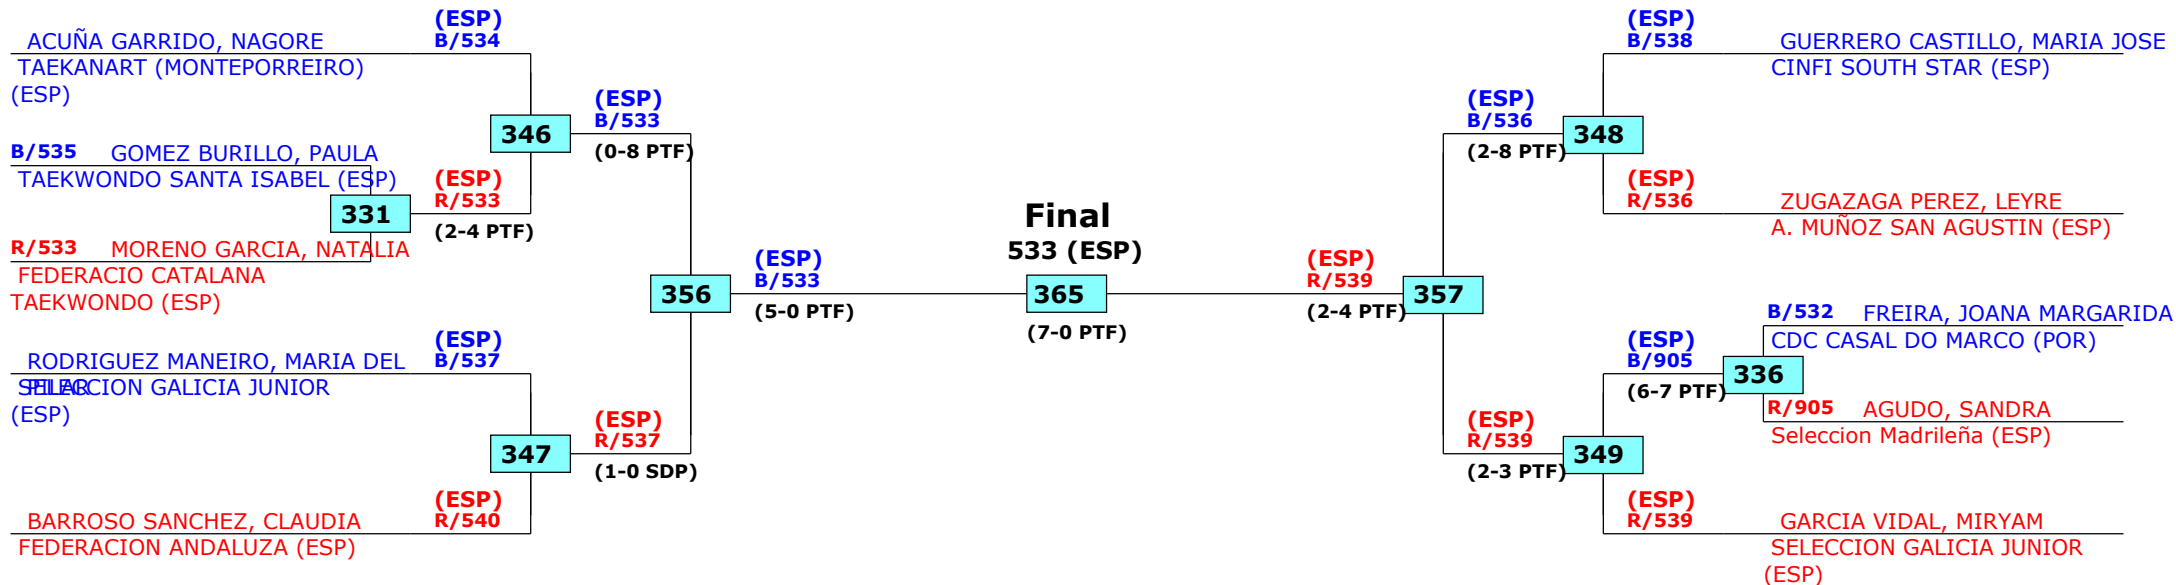 (ESP)
B/534
ACUÑA GARRIDO, NAGORE
TAEKANART (MONTEPORREIRO)
(ESP)
346
(ESP)
B/533
(0-8 PTF)
B/535 GOMEZ BURILLO, PAULA
TAEKWONDO SANTA ISABEL (ESP)
331
(ESP)
R/533
(2-4 PTF)
R/533 MORENO GARCIA, NATALIA
FEDERACIO CATALANA
TAEKWONDO (ESP)
356
(ESP)
B/533
(5-0 PTF)
(ESP)
B/537
RODRIGUEZ MANEIRO, MARIA DEL
PILAR
SELECCION GALICIA JUNIOR
(ESP)
347
(ESP)
R/537
(1-0 SDP)
(ESP)
R/540
BARROSO SANCHEZ, CLAUDIA
FEDERACION ANDALUZA (ESP)
Final
533 (ESP)
365
(7-0 PTF)
(ESP)
R/539
(2-4 PTF)
357
(ESP)
B/536
(2-8 PTF)
348
(ESP)
B/538
GUERRERO CASTILLO, MARIA JOSE
CINFI SOUTH STAR (ESP)
(ESP)
R/536
ZUGAZAGA PEREZ, LEYRE
A. MUÑOZ SAN AGUSTIN (ESP)
B/532 FREIRA, JOANA MARGARIDA
CDC CASAL DO MARCO (POR)
(ESP)
B/905
(6-7 PTF)
336
R/905 AGUDO, SANDRA
Seleccion Madrileña (ESP)
(ESP)
R/539
(2-3 PTF)
349
(ESP)
R/539
GARCIA VIDAL, MIRYAM
SELECCION GALICIA JUNIOR
(ESP)